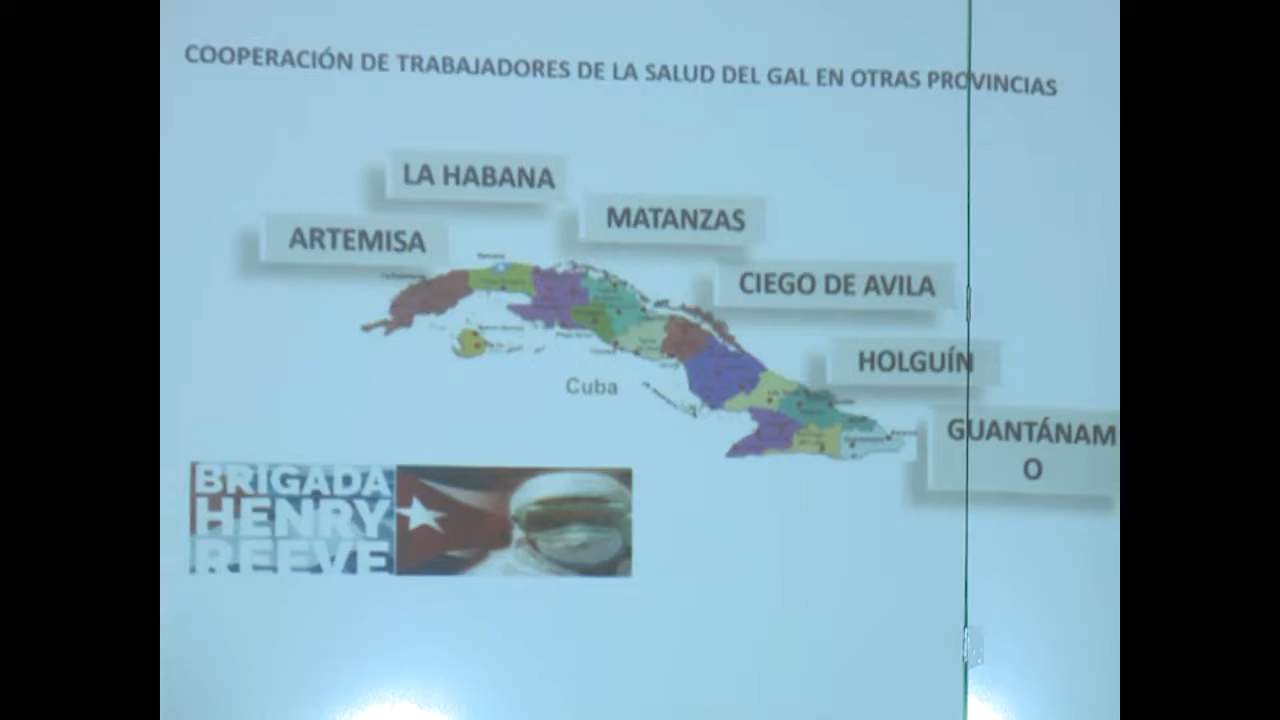 COOPERACIÓN DE TRABAJADORES DE LA SALUD DEL GAL EN OTRAS PROVINCIAS
LA HABANA
MATANZAS
ARTEMISA
CIEGO DE AVILA
HOLGUÍN
Cuba
GUANTÁNAM
O
BRIGADA
HENRY
REEVE